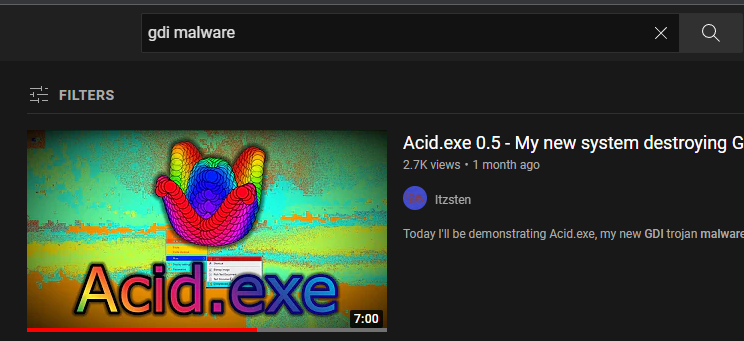 gdi malware
FILTERS
Acid.exe 0.5 - My new system destroying G
2.7K views • 1 month ago
Itzsten
Today I'll be demonstrating Acid.exe, my new GDI trojan malware
Acid.exe
7:00